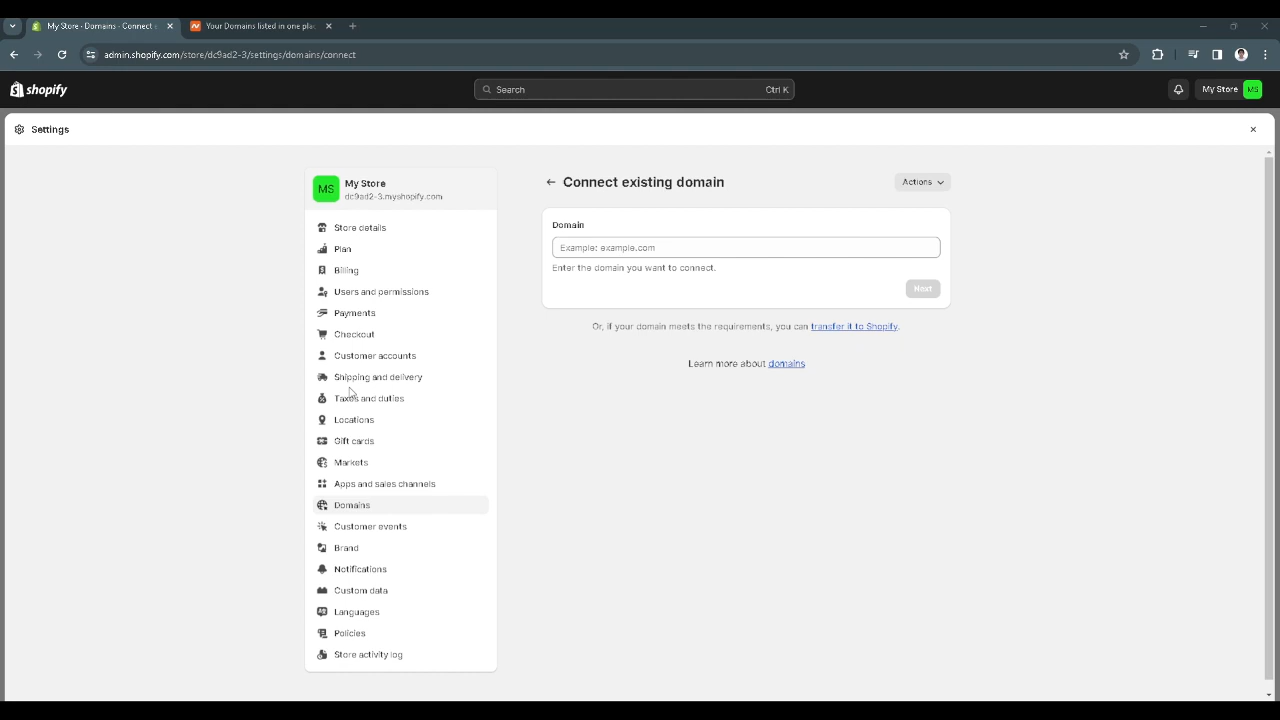 My Store · Domains · Connect e
Your Domains listed in one pla
admin.shopify.com/store/dc9ad2-3/settings/domains/connect
shopify
Search
Ctrl K
My Store
MS
Settings
MS
My Store
dc9ad2-3.myshopify.com
Store details
Plan
Billing
Users and permissions
Payments
Checkout
Customer accounts
Shipping and delivery
Taxes and duties
Locations
Gift cards
Markets
Apps and sales channels
Domains
Customer events
Brand
Notifications
Custom data
Languages
Policies
Store activity log
Connect existing domain
Actions
Domain
Example: example.com
Enter the domain you want to connect.
Next
Or, if your domain meets the requirements, you can transfer it to Shopify.
Learn more about domains